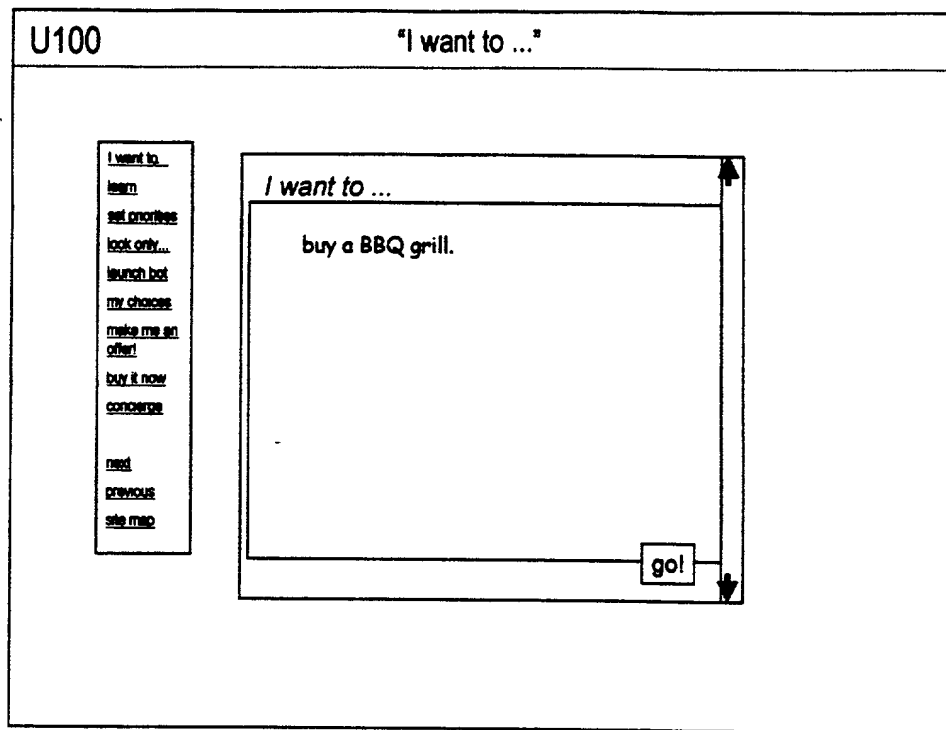 U100 "I want to ..."
I want to...
learn
set priorities
look only...
launch bot
my choices
make me an
offer!
buy it now
concierge
next
previous
site map
I want to ...
buy a BBQ grill.
go!